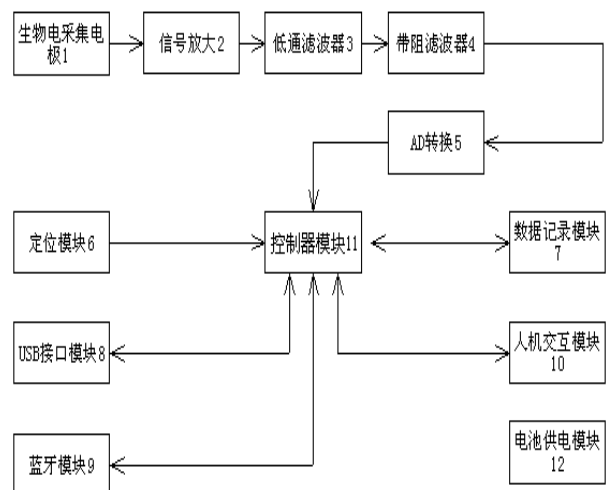 生物电采集电
极1
信号放大2
低通滤波器3
带阻滤波器4
AD转换5
定位模块6
控制器模块11
数据记录模块
7
USB接口模块8
人机交互模块
10
蓝牙模块9
电池供电模块
12